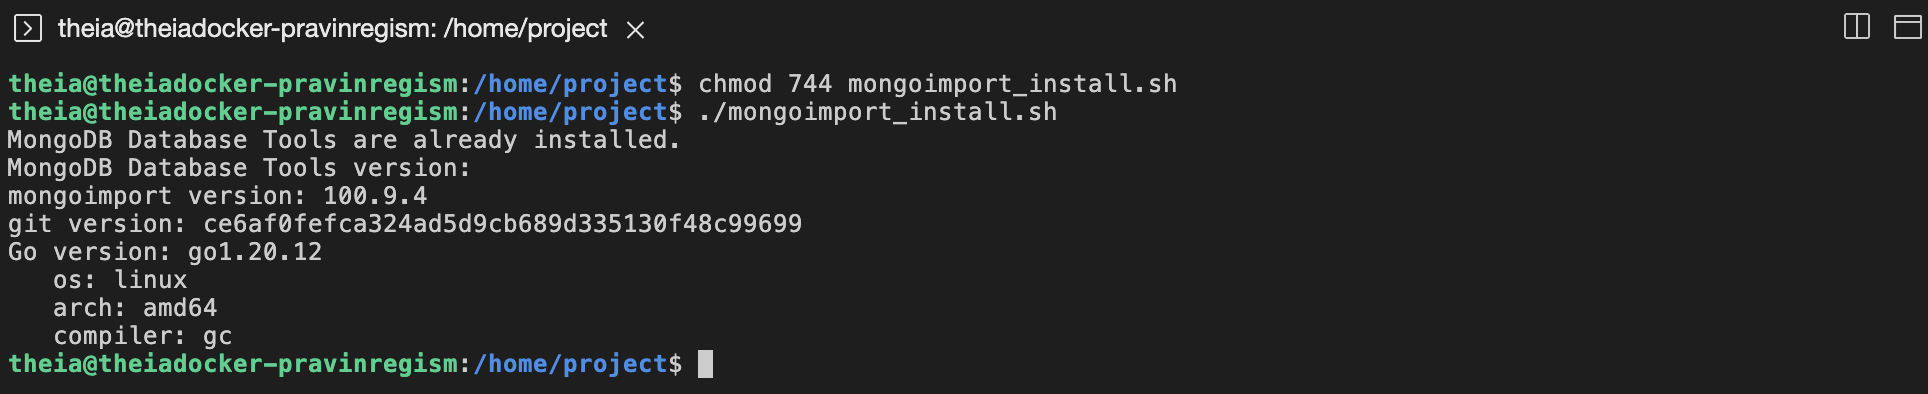 theia@theiadocker-pravinregism: /home/project
theia@theiadocker-pravinregism:/home/project$ chmod 744 mongoimport_install.sh
theia@theiadocker-pravinregism:/home/project$ ./mongoimport_install.sh
MongoDB Database Tools are already installed.
MongoDB Database Tools version:
mongoimport version: 100.9.4
git version: ce6af0fefca324ad5d9cb689d335130f48c99699
Go version: go1.20.12
   os: linux
   arch: amd64
   compiler: gc
theia@theiadocker-pravinregism:/home/project$